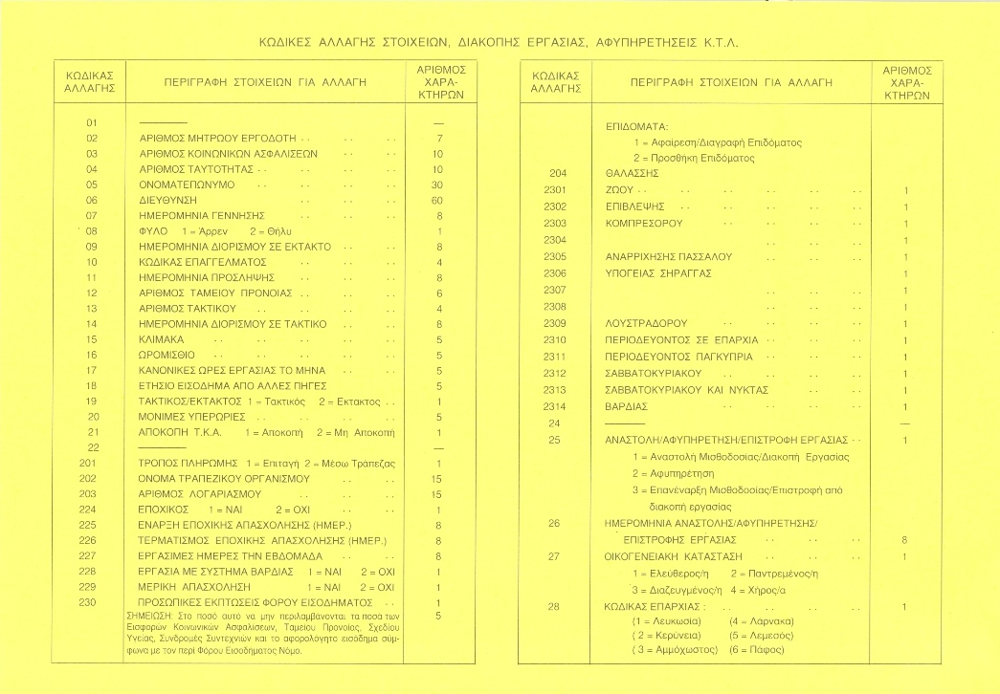 ΚΩΔΙΚΕΣ ΑΛΛΑΓΗΣ ΣΤΟΙΧΕΙΩΝ, ΔΙΑΚΟΠΗΣ ΕΡΓΑΣΙΑΣ, ΑΦΥΠΗΡΕΤΗΣΕΙΣ Κ.Τ.Λ.
ΚΩΔΙΚΑΣ ΑΛΛΑΓΗΣ ΠΕΡΙΓΡΑΦΗ ΣΤΟΙΧΕΙΩΝ ΓΙΑ ΑΛΛΑΓΗ ΑΡΙΘΜΟΣ ΧΑΡΑ-ΚΤΗΡΩΝ
01 ——— —
02 ΑΡΙΘΜΟΣ ΜΗΤΡΩΟΥ ΕΡΓΟΔΟΤΗ .. .. .. 7
03 ΑΡΙΘΜΟΣ ΚΟΙΝΩΝΙΚΩΝ ΑΣΦΑΛΙΣΕΩΝ .. .. 10
04 ΑΡΙΘΜΟΣ ΤΑΥΤΟΤΗΤΑΣ .. .. .. .. 10
05 ΟΝΟΜΑΤΕΠΩΝΥΜΟ .. .. .. .. 30
06 ΔΙΕΥΘΥΝΣΗ .. .. .. 60
07 ΗΜΕΡΟΜΗΝΙΑ ΓΕΝΝΗΣΗΣ .. .. .. 8
08 ΦΥΛΟ 1 = Άρρεν 2 = Θήλυ 1
09 ΗΜΕΡΟΜΗΝΙΑ ΔΙΟΡΙΣΜΟΥ ΣΕ ΕΚΤΑΚΤΟ .. .. 8
10 ΚΩΔΙΚΑΣ ΕΠΑΓΓΕΛΜΑΤΟΣ .. .. .. 4
11 ΗΜΕΡΟΜΗΝΙΑ ΠΡΟΣΛΗΨΗΣ .. .. .. 8
12 ΑΡΙΘΜΟΣ ΤΑΜΕΙΟΥ ΠΡΟΝΟΙΑΣ .. .. .. 6
13 ΑΡΙΘΜΟΣ ΤΑΚΤΙΚΟΥ .. .. .. .. 4
14 ΗΜΕΡΟΜΗΝΙΑ ΔΙΟΡΙΣΜΟΥ ΣΕ ΤΑΚΤΙΚΟ .. .. 8
15 ΚΛΙΜΑΚΑ .. .. .. .. .. 5
16 ΩΡΟΜΙΣΘΙΟ .. .. .. .. .. 5
17 ΚΑΝΟΝΙΚΕΣ ΩΡΕΣ ΕΡΓΑΣΙΑΣ ΤΟ ΜΗΝΑ .. .. 5
18 ΕΤΗΣΙΟ ΕΙΣΟΔΗΜΑ ΑΠΟ ΑΛΛΕΣ ΠΗΓΕΣ 5
19 ΤΑΚΤΙΚΟΣ/ΕΚΤΑΚΤΟΣ 1 = Τακτικός 2 = Εκτακτος .. 1
20 ΜΟΝΙΜΕΣ ΥΠΕΡΩΡΙΕΣ .. .. .. .. 5
21 ΑΠΟΚΟΠΗ Τ.Κ.Α. 1 = Αποκοπή 2 = Μη Αποκοπή 1
22 ——— —
201 ΤΡΟΠΟΣ ΠΛΗΡΩΜΗΣ 1 = Επιταγή 2 = Μέσω Τράπεζας 1
202 ΟΝΟΜΑ ΤΡΑΠΕΖΙΚΟΥ ΟΡΓΑΝΙΣΜΟΥ .. .. 15
203 ΑΡΙΘΜΟΣ ΛΟΓΑΡΙΑΣΜΟΥ .. .. .. 15
224 ΕΠΟΧΙΚΟΣ 1 = ΝΑΙ 2 = ΟΧΙ .. .. 1
225 ΕΝΑΡΞΗ ΕΠΟΧΙΚΗΣ ΑΠΑΣΧΟΛΗΣΗΣ (ΗΜΕΡ.) 8
226 ΤΕΡΜΑΤΙΣΜΟΣ ΕΠΟΧΙΚΗΣ ΑΠΑΣΧΟΛΗΣΗΣ (ΗΜΕΡ.) 8
227 ΕΡΓΑΣΙΜΕΣ ΗΜΕΡΕΣ ΤΗΝ ΕΒΔΟΜΑΔΑ .. .. 8
228 ΕΡΓΑΣΙΑ ΜΕ ΣΥΣΤΗΜΑ ΒΑΡΔΙΑΣ 1 = ΝΑΙ 2 = ΟΧΙ 1
229 ΜΕΡΙΚΗ ΑΠΑΣΧΟΛΗΣΗ 1 = ΝΑΙ 2 = ΟΧΙ 1
230 ΠΡΟΣΩΠΙΚΕΣ ΕΚΠΤΩΣΕΙΣ ΦΟΡΟΥ ΕΙΣΟΔΗΜΑΤΟΣ .. 1
ΣΗΜΕΙΩΣΗ: Στο ποσό αυτό να μην περιλαμβάνονται τα ποσά των 5
Εισφορών Κοινωνικών Ασφαλίσεων, Ταμείου Προνοίας, Σχεδίου
Υγείας, Συνδρομές Συντεχνιών και το αφορολόγητο εισόδημα σύμ-
φωνα με τον περί Φόρου Εισοδήματος Νόμο.
ΚΩΔΙΚΑΣ ΑΛΛΑΓΗΣ ΠΕΡΙΓΡΑΦΗ ΣΤΟΙΧΕΙΩΝ ΓΙΑ ΑΛΛΑΓΗ ΑΡΙΘΜΟΣ ΧΑΡΑ-ΚΤΗΡΩΝ
ΕΠΙΔΟΜΑΤΑ:
1 = Αφαίρεση/Διαγραφή Επιδόματος
2 = Προσθήκη Επιδόματος
204 ΘΑΛΑΣΣΗΣ
2301 ΖΩΟΥ .. .. .. .. .. .. 1
2302 ΕΠΙΒΛΕΨΗΣ .. .. .. .. .. 1
2303 ΚΟΜΠΡΕΣΟΡΟΥ .. .. .. .. 1
2304 .. .. .. 1
2305 ΑΝΑΡΡΙΧΗΣΗΣ ΠΑΣΣΑΛΟΥ .. .. .. 1
2306 ΥΠΟΓΕΙΑΣ ΣΗΡΑΓΓΑΣ .. .. .. 1
2307 .. .. 1
2308 .. .. 1
2309 ΛΟΥΣΤΡΑΔΟΡΟΥ .. .. .. .. 1
2310 ΠΕΡΙΟΔΕΥΟΝΤΟΣ ΣΕ ΕΠΑΡΧΙΑ .. .. .. 1
2311 ΠΕΡΙΟΔΕΥΟΝΤΟΣ ΠΑΓΚΥΠΡΙΑ .. .. .. 1
2312 ΣΑΒΒΑΤΟΚΥΡΙΑΚΟΥ .. .. .. .. 1
2313 ΣΑΒΒΑΤΟΚΥΡΙΑΚΟΥ ΚΑΙ ΝΥΚΤΑΣ .. .. 1
2314 ΒΑΡΔΙΑΣ .. .. .. .. 1
24 ——— —
25 ΑΝΑΣΤΟΛΗ/ΑΦΥΠΗΡΕΤΗΣΗ/ΕΠΙΣΤΡΟΦΗ ΕΡΓΑΣΙΑΣ .. 1
1 = Αναστολή Μισθοδοσίας/Διακοπή Εργασίας
2 = Αφυπηρέτηση
3 = Επανέναρξη Μισθοδοσίας/Επιστροφή από
διακοπή εργασίας
26 ΗΜΕΡΟΜΗΝΙΑ ΑΝΑΣΤΟΛΗΣ/ΑΦΥΠΗΡΕΤΗΣΗΣ/
ΕΠΙΣΤΡΟΦΗΣ ΕΡΓΑΣΙΑΣ .. .. .. 8
27 ΟΙΚΟΓΕΝΕΙΑΚΗ ΚΑΤΑΣΤΑΣΗ .. .. .. 1
1 = Ελεύθερος/η 2 = Παντρεμένος/η
3 = Διαζευγμένος/η 4 = Χήρος/α
28 ΚΩΔΙΚΑΣ ΕΠΑΡΧΙΑΣ : .. .. .. .. 1
(1 = Λευκωσία) (4 = Λάρνακα)
( 2 = Κερύνεια) (5 = Λεμεσός)
( 3 = Αμμόχωστος) (6 = Πάφος)